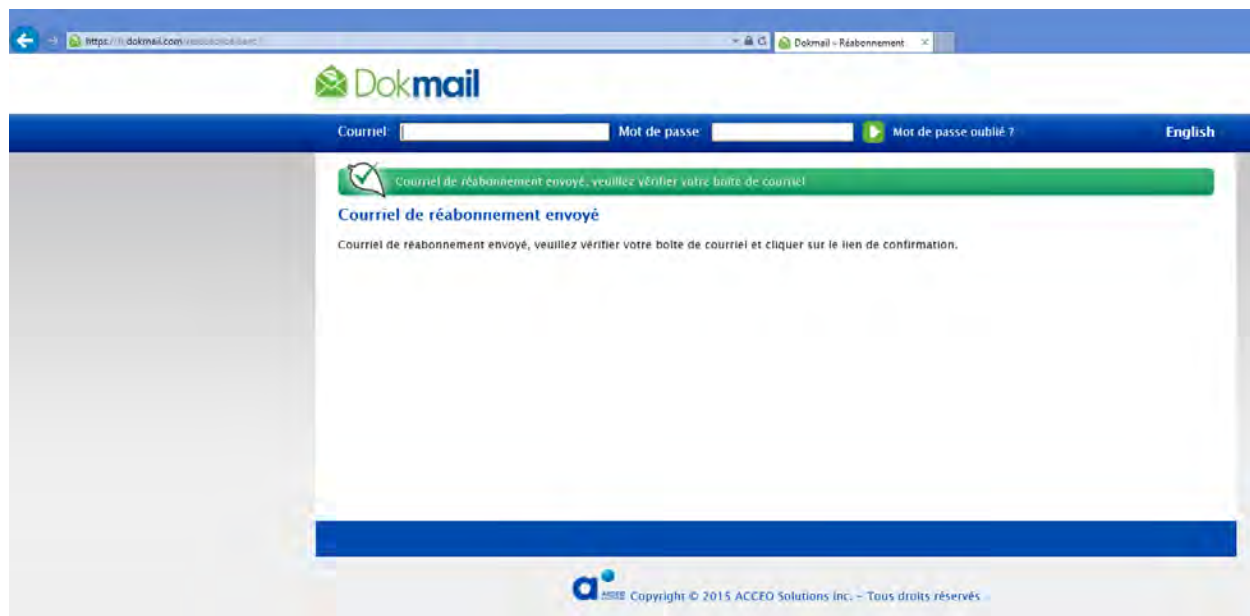 https://fr.dokmail.com
Dokmail - Réabonnement
Dokmail
Courriel: Mot de passe: Mot de passe oublié ? English
Courriel de réabonnement envoyé, veuillez vérifier votre boîte de courriel
Courriel de réabonnement envoyé
Courriel de réabonnement envoyé, veuillez vérifier votre boîte de courriel et cliquer sur le lien de confirmation.
Copyright © 2015 ACCEO Solutions inc. - Tous droits réservés